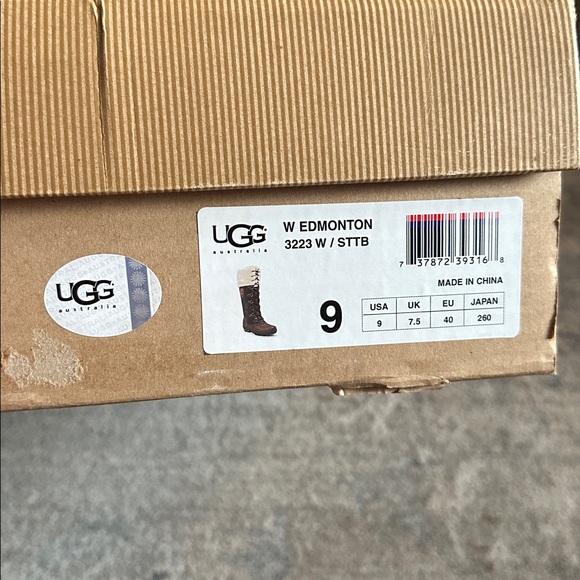 UGG
australia
UGG
australia
W EDMONTON
3223 W / STTB
7 37872 39316 8
MADE IN CHINA
9
USA UK EU JAPAN
9 7.5 40 260